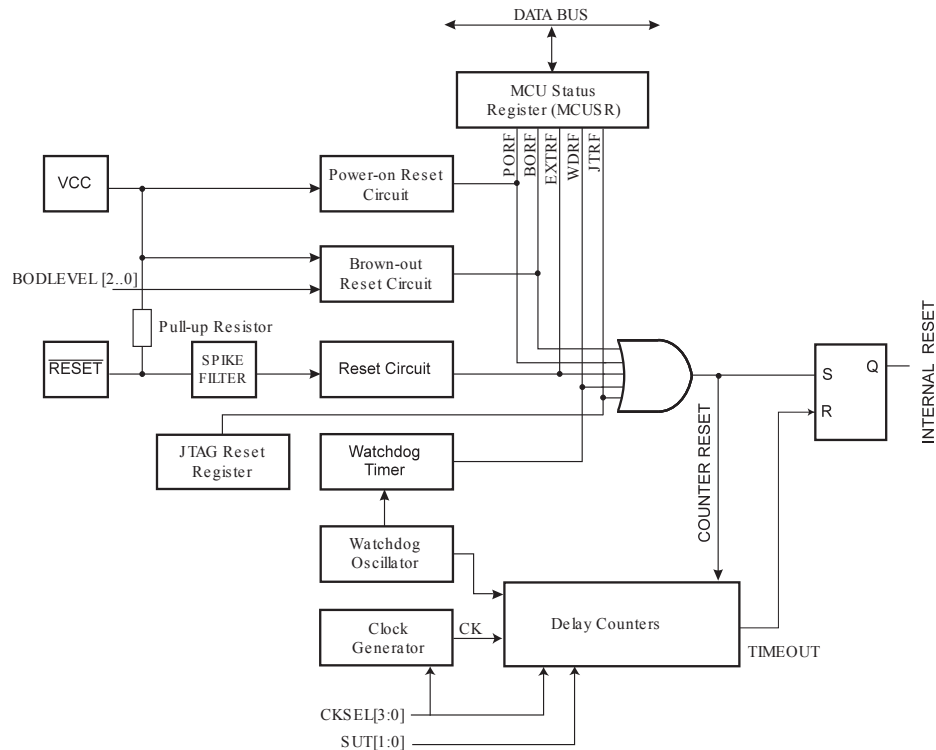 DATA BUS
MCU Status
Register (MCUSR)
PORF
BORF
EXTRF
WDRF
JTRF
VCC
Power-on Reset
Circuit
BODLEVEL [2..0]
Brown-out
Reset Circuit
Pull-up Resistor
RESET
SPIKE
FILTER
Reset Circuit
JTAG Reset
Register
Watchdog
Timer
Watchdog
Oscillator
Clock
Generator
CK
Delay Counters
COUNTER RESET
S
R
Q
INTERNAL RESET
TIMEOUT
CKSEL[3:0]
SUT[1:0]